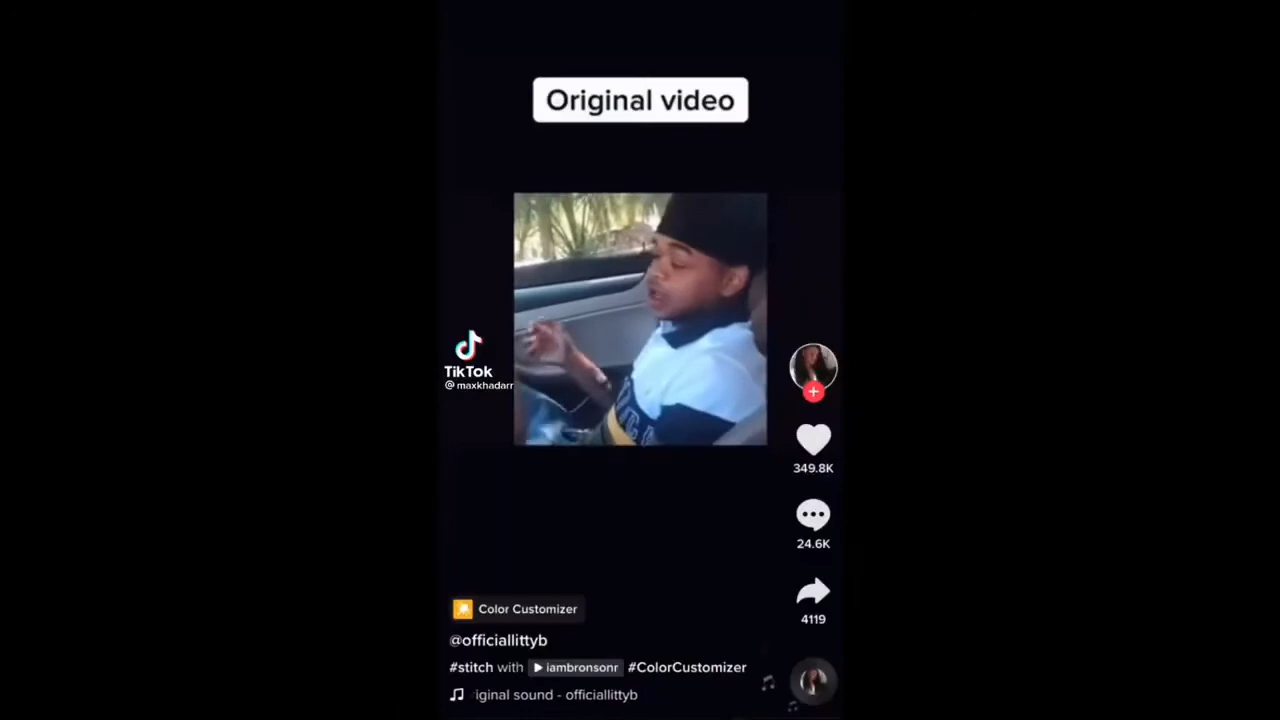 Original video
TikTok
@maxkhadarr
349.8K
24.6K
4119
Color Customizer
@officiallittyb
#stitch with iambronsonr #ColorCustomizer
iginal sound - officiallittyb